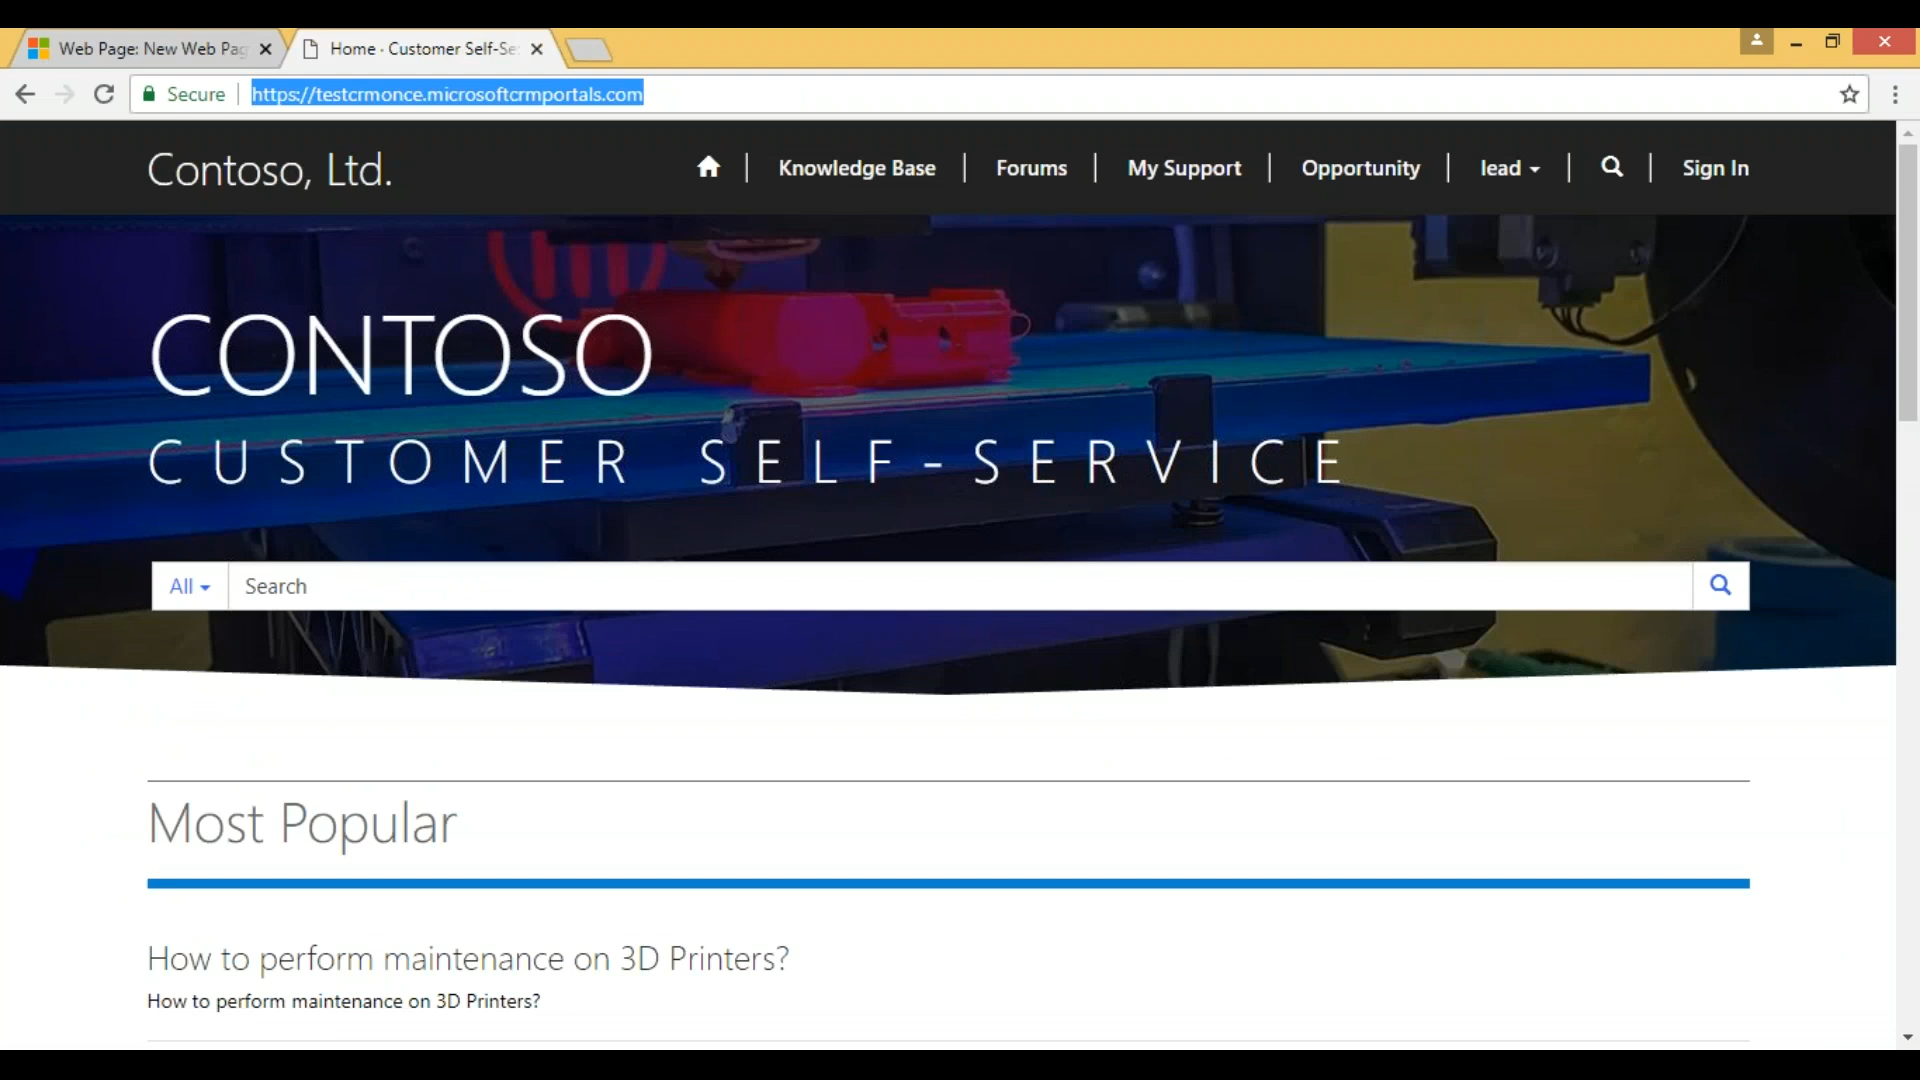 Web Page: New Web Pag
Home · Customer Self-Se
Secure
https://testcrmonce.microsoftcrmportals.com
Contoso, Ltd.
Knowledge Base
Forums
My Support
Opportunity
lead
Sign In
CONTOSO
CUSTOMER SELF-SERVICE
All
Search
Most Popular
How to perform maintenance on 3D Printers?
How to perform maintenance on 3D Printers?